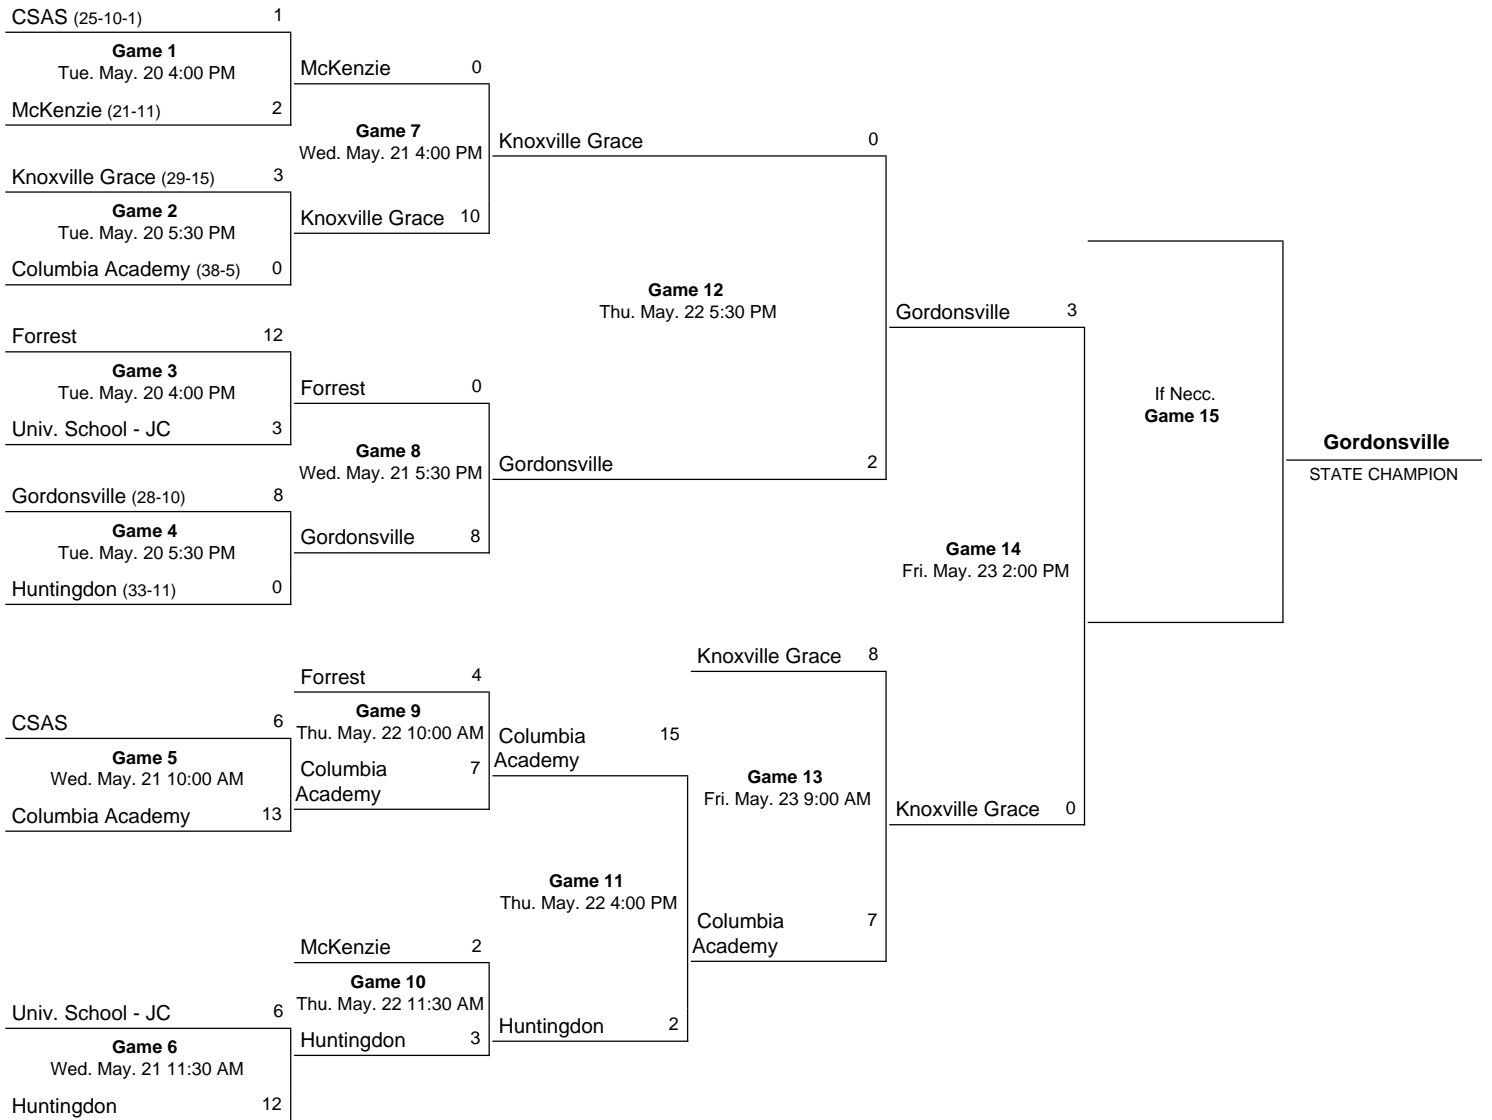 CSAS (25-10-1) 1
Game 1
Tue. May. 20 4:00 PM
McKenzie (21-11) 2
Knoxville Grace (29-15) 3
Game 2
Tue. May. 20 5:30 PM
Columbia Academy (38-5) 0
Forrest 12
Game 3
Tue. May. 20 4:00 PM
Univ. School - JC 3
Gordonsville (28-10) 8
Game 4
Tue. May. 20 5:30 PM
Huntingdon (33-11) 0
CSAS 6
Game 5
Wed. May. 21 10:00 AM
Columbia Academy 13
Univ. School - JC 6
Game 6
Wed. May. 21 11:30 AM
Huntingdon 12
McKenzie 0
Game 7
Wed. May. 21 4:00 PM
Knoxville Grace 10
Forrest 0
Game 8
Wed. May. 21 5:30 PM
Gordonsville 8
Forrest 4
Game 9
Thu. May. 22 10:00 AM
Columbia 7
Academy
McKenzie 2
Game 10
Thu. May. 22 11:30 AM
Huntingdon 3
Knoxville Grace 0
Game 12
Thu. May. 22 5:30 PM
Gordonsville 2
Columbia 15
Academy
Game 11
Thu. May. 22 4:00 PM
Huntingdon 2
Knoxville Grace 8
Game 13
Fri. May. 23 9:00 AM
Columbia 7
Academy
Gordonsville 3
Game 14
Fri. May. 23 2:00 PM
Knoxville Grace 0
If Necc.
Game 15
Gordonsville
STATE CHAMPION